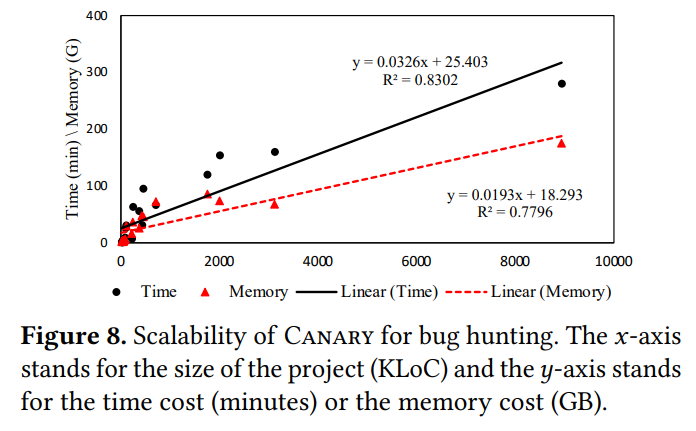 400
300
200
100
0
Time (min) \ Memory (G)
y = 0.0326x + 25.403
R² = 0.8302
y = 0.0193x + 18.293
R² = 0.7796
0 2000 4000 6000 8000 10000
Time Memory Linear (Time) Linear (Memory)
Figure 8. Scalability of CANARY for bug hunting. The x-axis
stands for the size of the project (KLoC) and the y-axis stands
for the time cost (minutes) or the memory cost (GB).